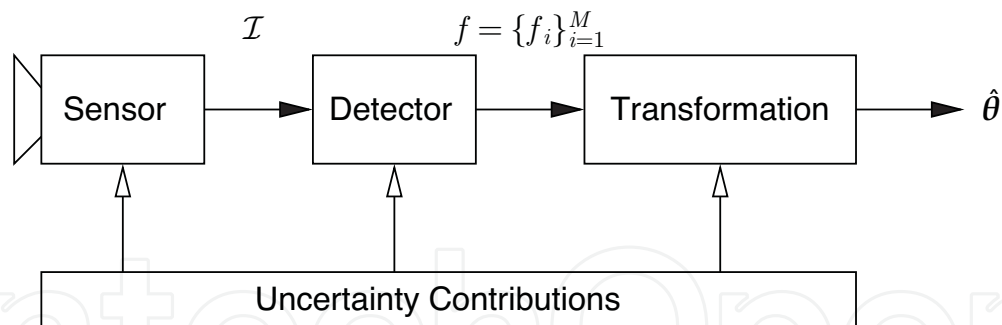 𝓘 f = {f_i}_{i=1}^{M}
Sensor Detector Transformation θ̂
Uncertainty Contributions